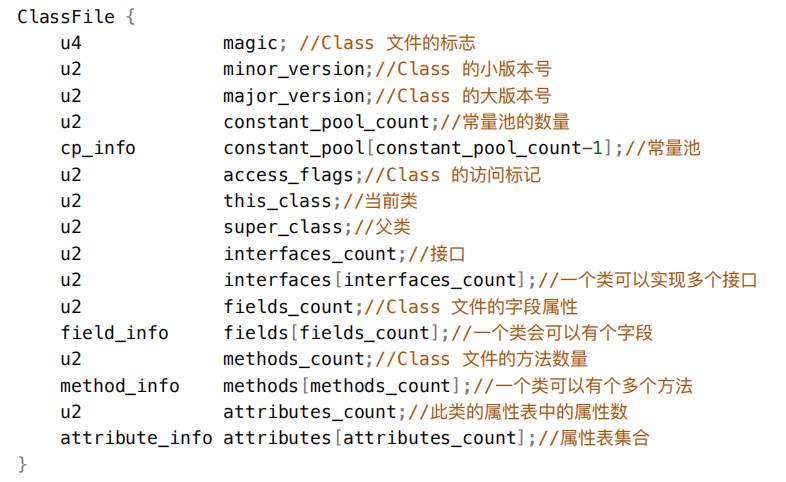 ClassFile {
    u4             magic; //Class 文件的标志
    u2             minor_version;//Class 的小版本号
    u2             major_version;//Class 的大版本号
    u2             constant_pool_count;//常量池的数量
    cp_info        constant_pool[constant_pool_count-1];//常量池
    u2             access_flags;//Class 的访问标记
    u2             this_class;//当前类
    u2             super_class;//父类
    u2             interfaces_count;//接口
    u2             interfaces[interfaces_count];//一个类可以实现多个接口
    u2             fields_count;//Class 文件的字段属性
    field_info     fields[fields_count];//一个类会可以有个字段
    u2             methods_count;//Class 文件的方法数量
    method_info    methods[methods_count];//一个类可以有个多个方法
    u2             attributes_count;//此类的属性表中的属性数
    attribute_info attributes[attributes_count];//属性表集合
}